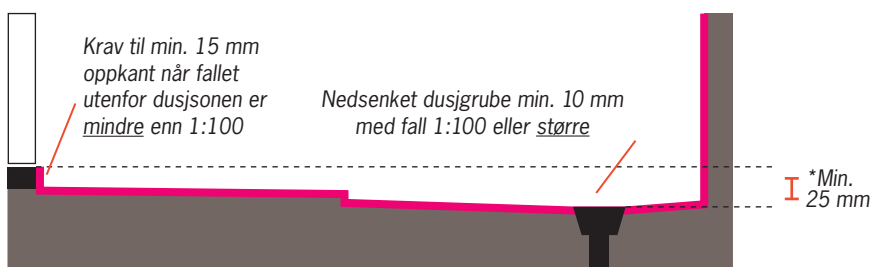 Krav til min. 15 mm
oppkant når fallet
utenfor dusjsonen er
mindre enn 1:100
Nedsenket dusjgrube min. 10 mm
med fall 1:100 eller større
*Min.
25 mm